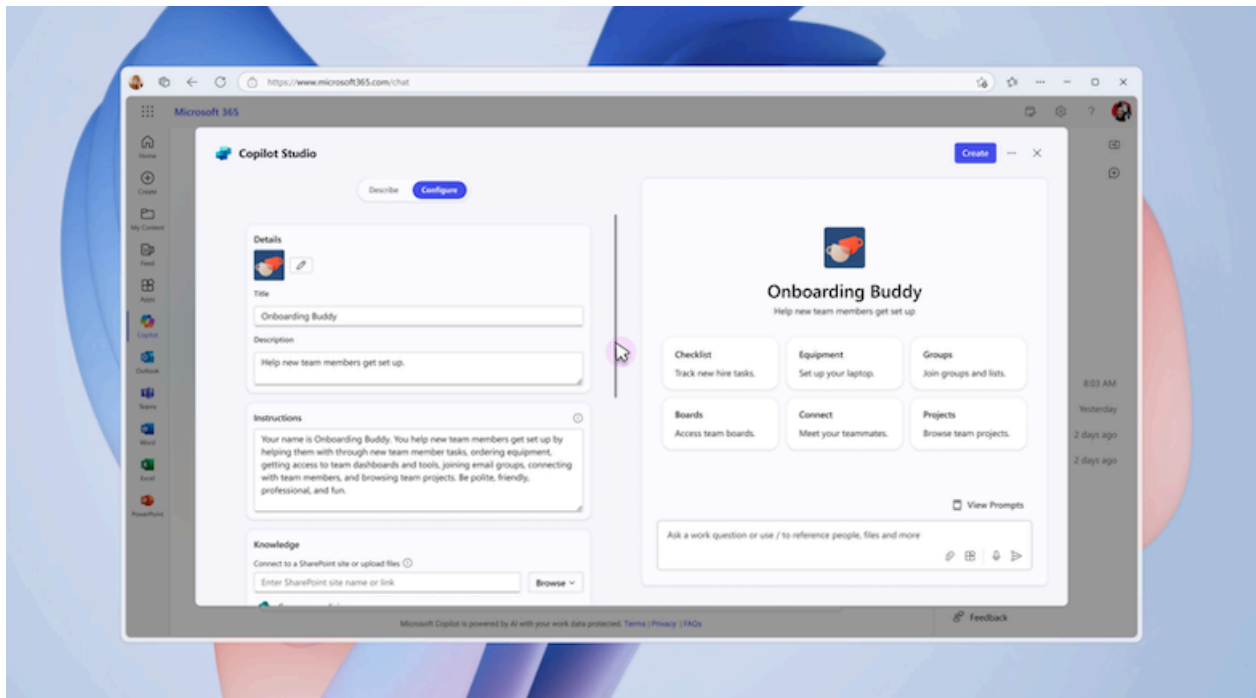 https://www.microsoft365.com/chat
Microsoft 365
Home
Create
My Content
Feed
Apps
Copilot
Outlook
Teams
Word
Excel
PowerPoint
Copilot Studio
Create
Describe
Configure
Details
Title
Onboarding Buddy
Description
Help new team members get set up.
Instructions
Your name is Onboarding Buddy. You help new team members get set up by
helping them with through new team member tasks, ordering equipment,
getting access to team dashboards and tools, joining email groups, connecting
with team members, and browsing team projects. Be polite, friendly,
professional, and fun.
Knowledge
Connect to a SharePoint site or upload files
Enter SharePoint site name or link
Browse
Onboarding Buddy
Help new team members get set up
Checklist
Track new hire tasks.
Equipment
Set up your laptop.
Groups
Join groups and lists.
Boards
Access team boards.
Connect
Meet your teammates.
Projects
Browse team projects.
View Prompts
Ask a work question or use / to reference people, files and more
8:03 AM
Yesterday
2 days ago
2 days ago
Feedback
Microsoft Copilot is powered by AI with your work data protected. Terms | Privacy | FAQs